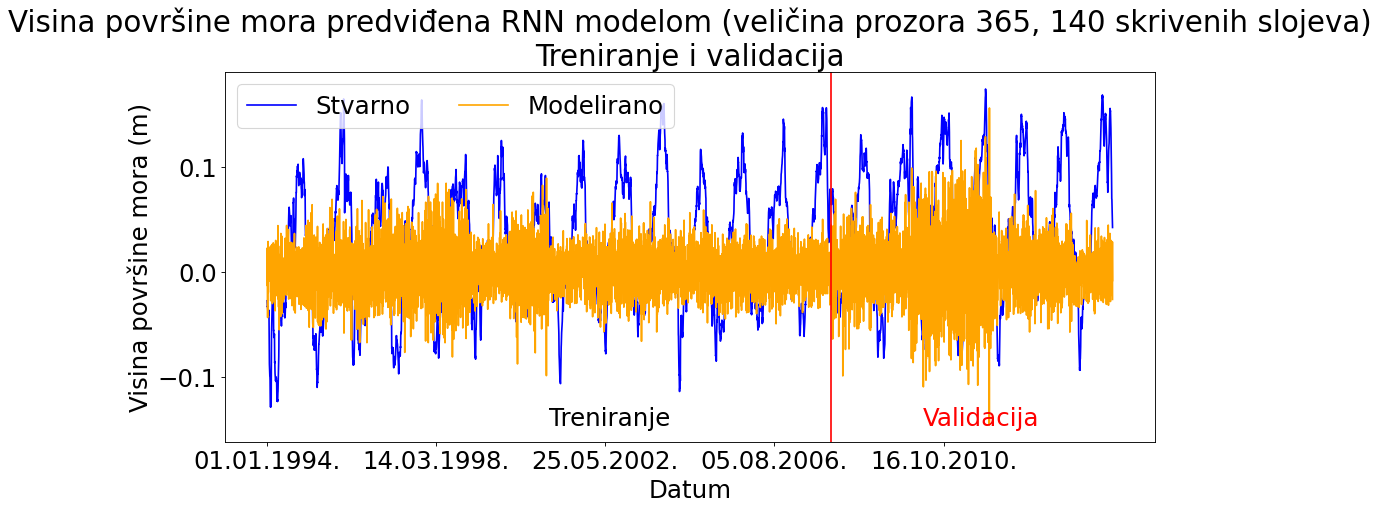 Visina površine mora predviđena RNN modelom (veličina prozora 365, 140 skrivenih slojeva)
Treniranje i validacija
Stvarno Modelirano
Visina površine mora (m)
0.1
0.0
−0.1
Treniranje Validacija
01.01.1994. 14.03.1998. 25.05.2002. 05.08.2006. 16.10.2010.
Datum